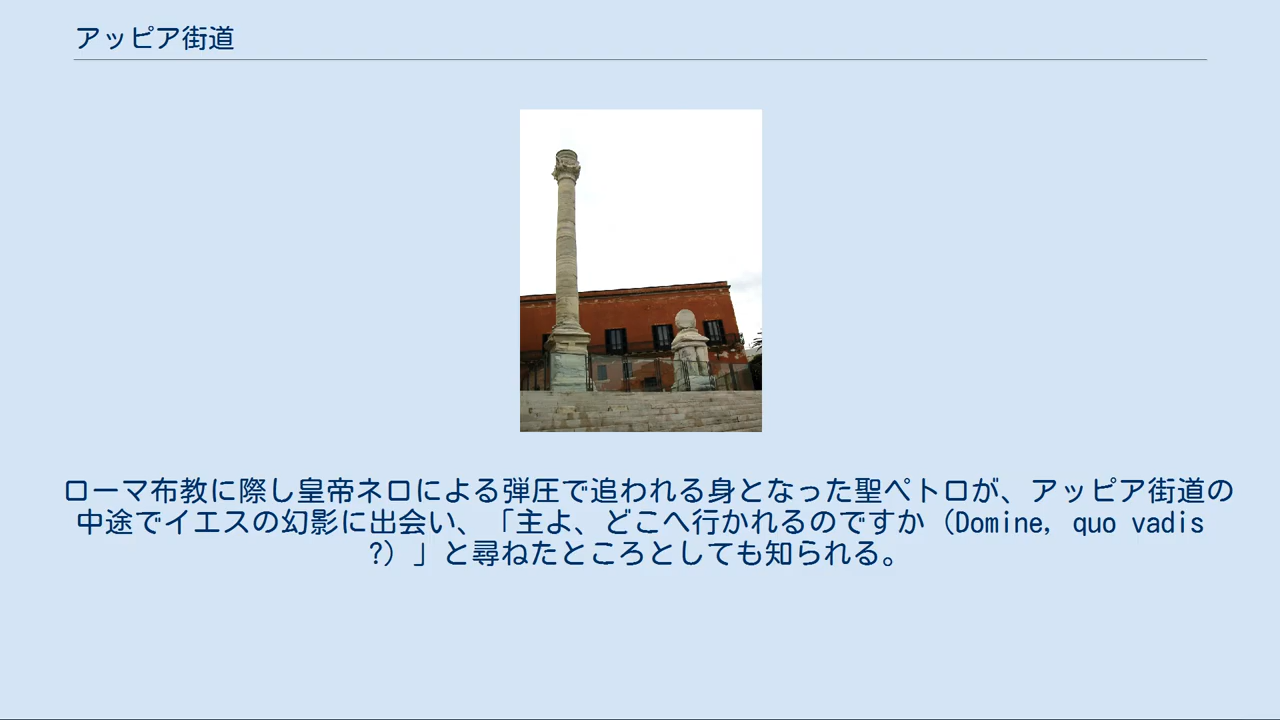 アッピア街道
ローマ布教に際し皇帝ネロによる弾圧で追われる身となった聖ペトロが、アッピア街道の
中途でイエスの幻影に出会い、「主よ、どこへ行かれるのですか（Domine, quo vadis
?）」と尋ねたところとしても知られる。